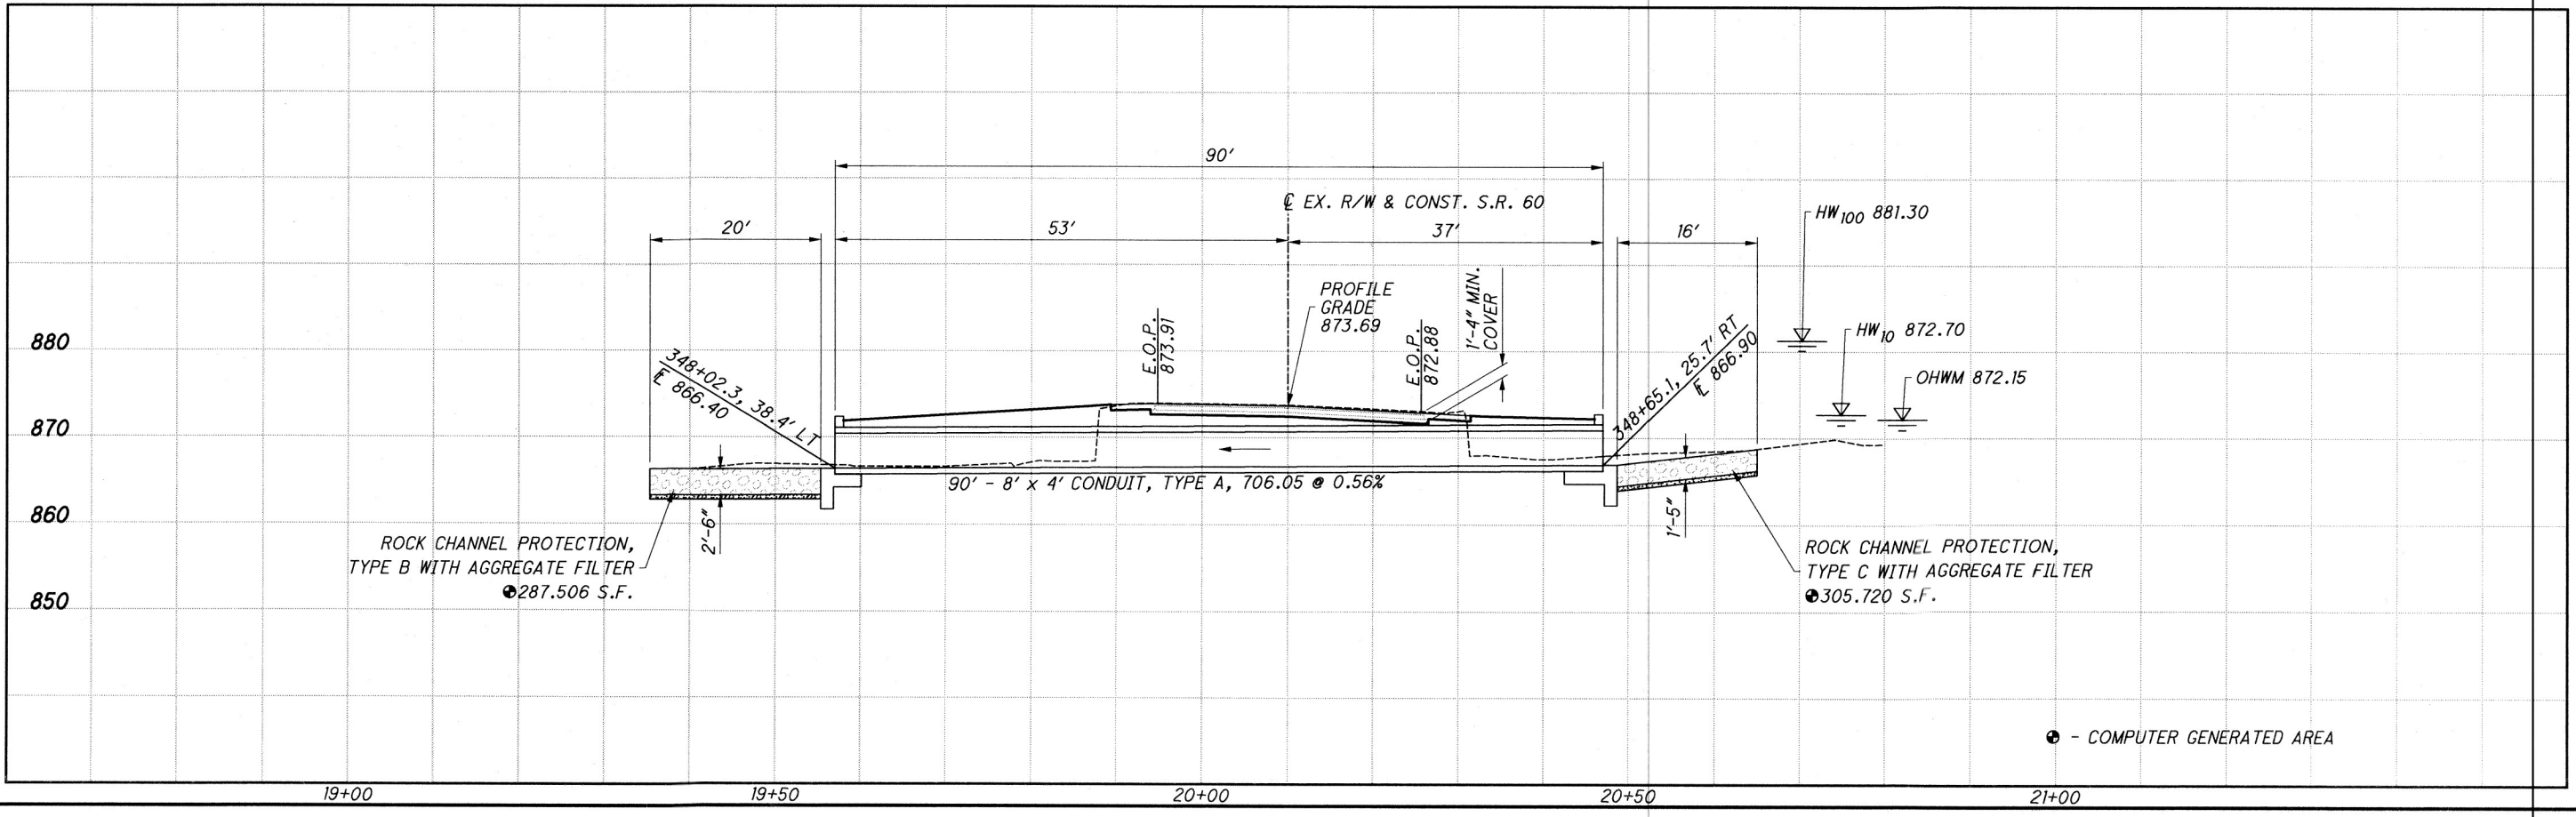 90'
℄ EX. R/W & CONST. S.R. 60
20'
53'
37'
16'
HW100 881.30
PROFILE
GRADE
873.69
1'-4" MIN.
COVER
E.O.P.
873.91
E.O.P.
872.88
HW10 872.70
OHWM 872.15
348+02.3, 38.4' LT
866.40
348+65.1, 25.7' RT
866.90
880
870
860
850
90' - 8' x 4' CONDUIT, TYPE A, 706.05 @ 0.56%
2'-6"
1'-5"
ROCK CHANNEL PROTECTION,
TYPE B WITH AGGREGATE FILTER
287.506 S.F.
ROCK CHANNEL PROTECTION,
TYPE C WITH AGGREGATE FILTER
305.720 S.F.
- COMPUTER GENERATED AREA
19+00
19+50
20+00
20+50
21+00